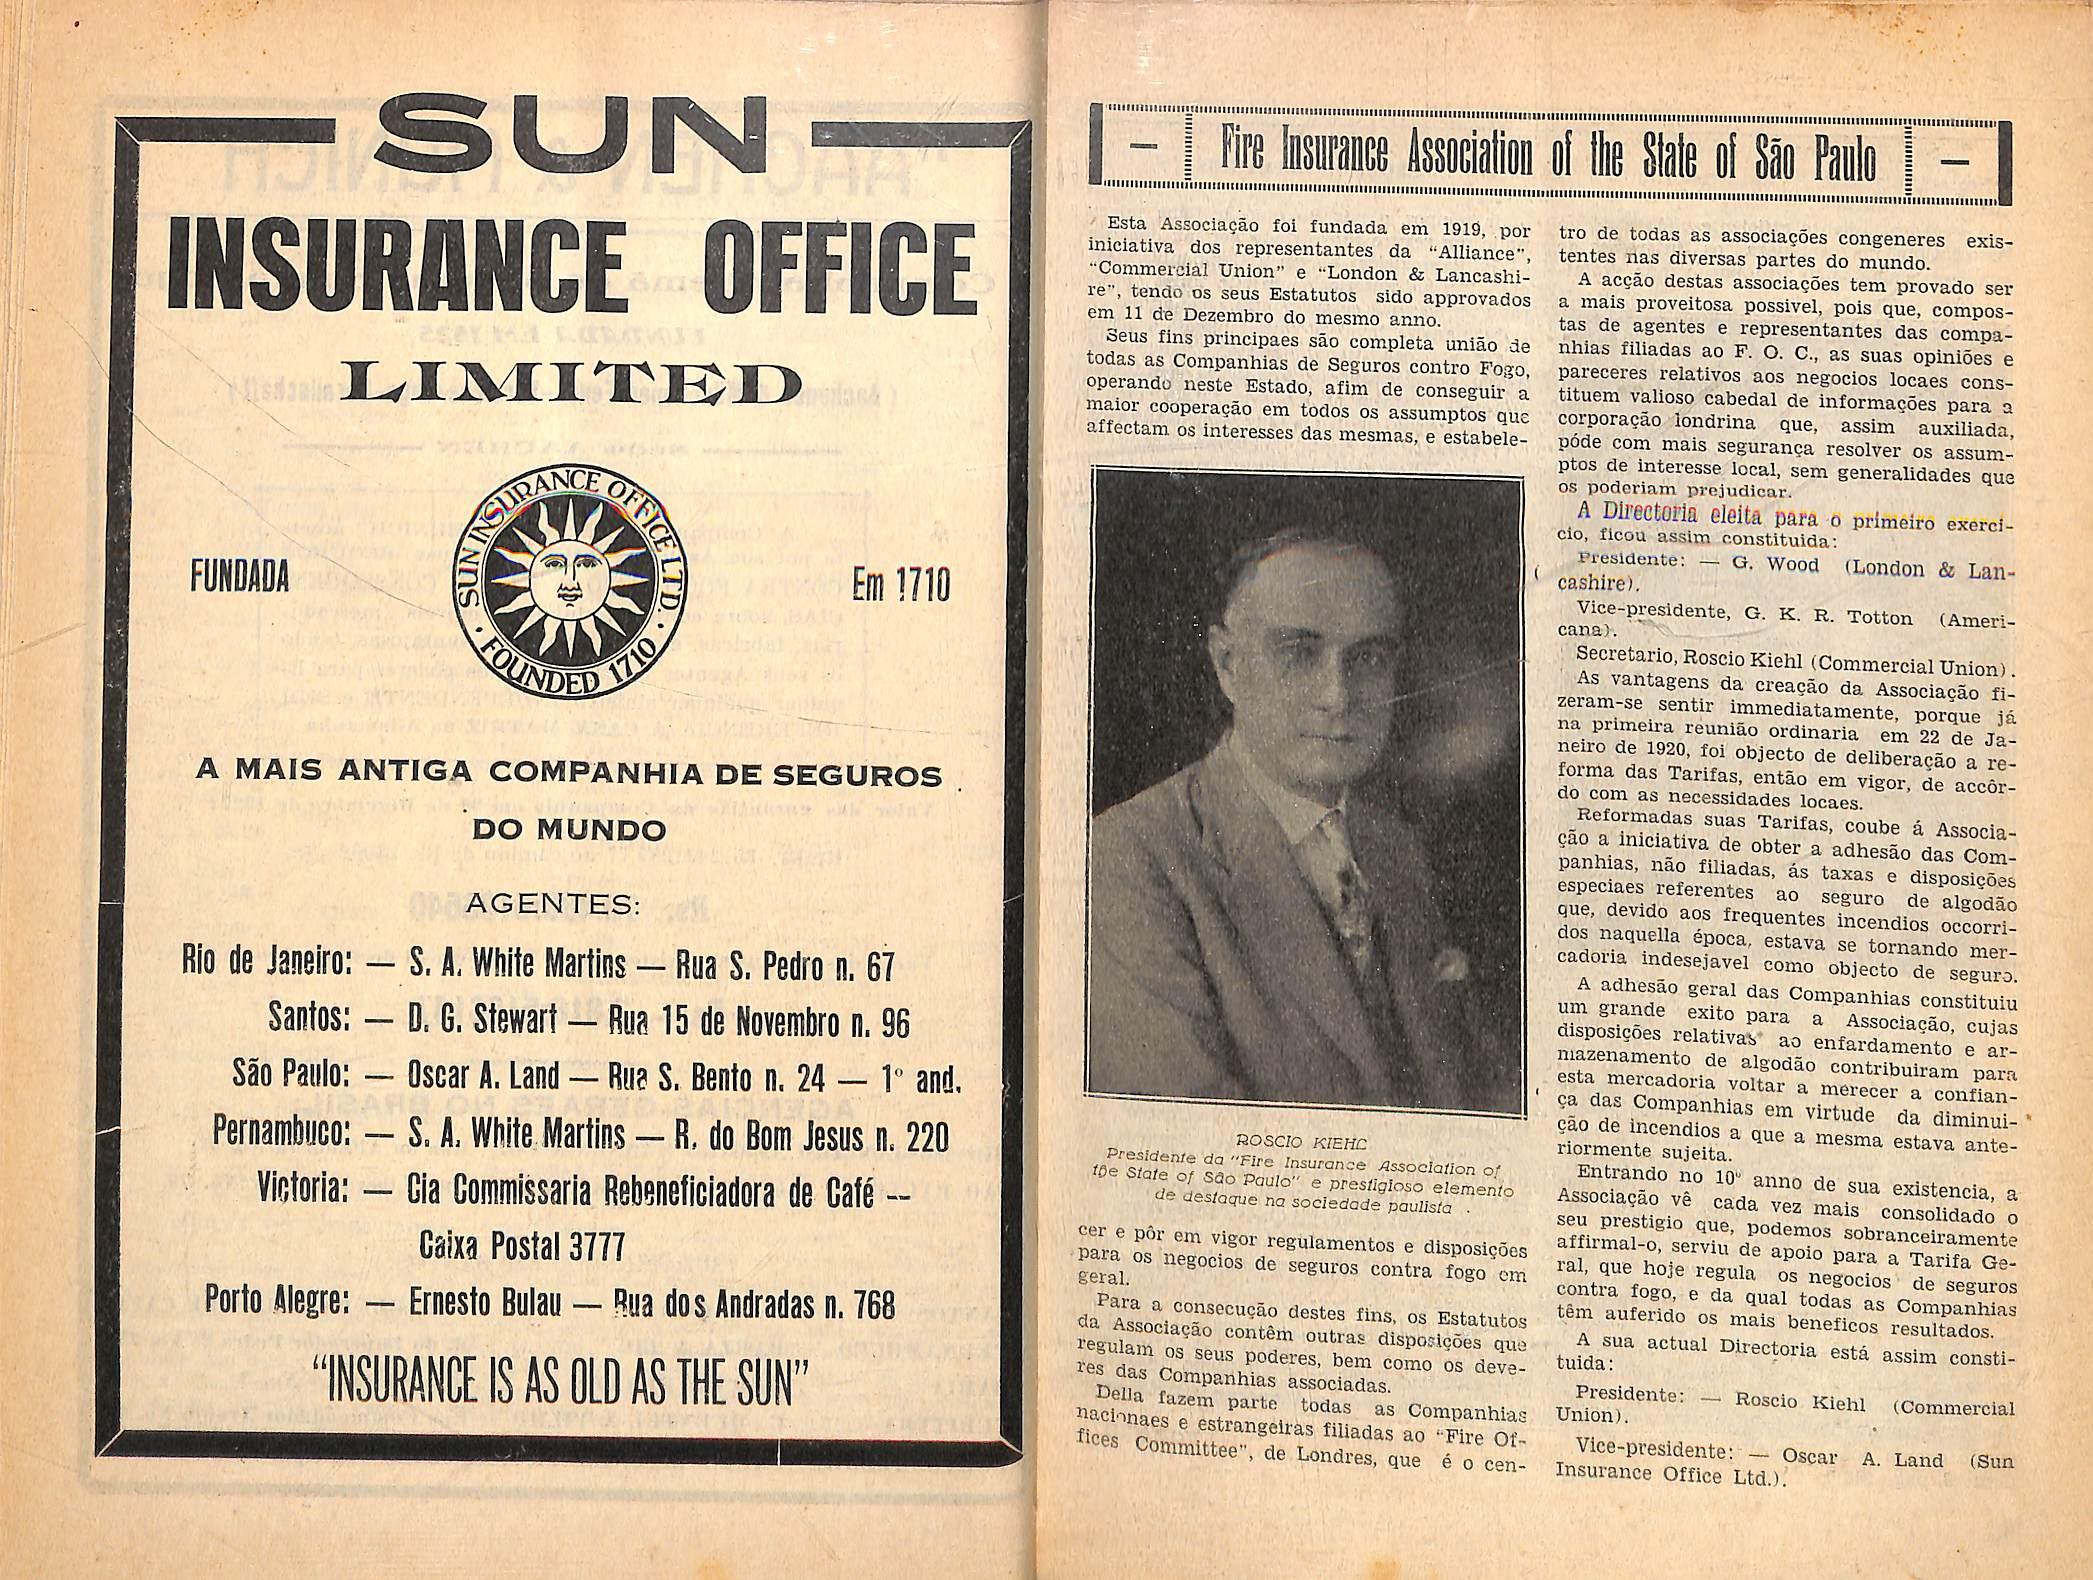 SUN
INSURANCE OFFICE
LIMITED
SUN INSURANCE OFFICE LTD.
· FOUNDED 1710 ·
FUNDADA
Em 1710
A MAIS ANTIGA COMPANHIA DE SEGUROS
DO MUNDO
AGENTES:
Rio de Janeiro: — S. A. White Martins — Rua S. Pedro n. 67
Santos: — D. G. Stewart — Rua 15 de Novembro n. 96
São Paulo: — Oscar A. Land — Rua S. Bento n. 24 — 1º and.
Pernambuco: — S. A. White Martins — R. do Bom Jesus n. 220
Victoria: — Cia Commissaria Rebeneficiadora de Café --
Caixa Postal 3777
Porto Alegre: — Ernesto Bulau — Rua dos Andradas n. 768
"INSURANCE IS AS OLD AS THE SUN"
— Fire Insurance Association of the State of São Paulo —
Esta Associação foi fundada em 1919, por
iniciativa dos representantes da "Alliance",
"Commercial Union" e "London & Lancashi-
re", tendo os seus Estatutos sido approvados
em 11 de Dezembro do mesmo anno.
Seus fins principaes são completa união de
todas as Companhias de Seguros contra Fogo,
operando neste Estado, afim de conseguir a
maior cooperação em todos os assumptos que
affectam os interesses das mesmas, e estabele-
ROSCIO KIEHL
Presidente da "Fire Insurance Association of
the State of São Paulo" e prestigioso elemento
de destaque na sociedade paulista .
cer e pôr em vigor regulamentos e disposições
para os negocios de seguros contra fogo em
geral.
Para a consecução destes fins, os Estatutos
da Associação contêm outras disposições que
regulam os seus poderes, bem como os deve-
res das Companhias associadas.
Della fazem parte todas as Companhias
nacionaes e estrangeiras filiadas ao "Fire Of-
fices Committee", de Londres, que é o cen-
tro de todas as associações congeneres exis-
tentes nas diversas partes do mundo.
A acção destas associações tem provado ser
a mais proveitosa possivel, pois que, compos-
tas de agentes e representantes das compa-
nhias filiadas ao F. O. C., as suas opiniões e
pareceres relativos aos negocios locaes cons-
tituem valioso cabedal de informações para a
corporação londrina que, assim auxiliada,
póde com mais segurança resolver os assum-
ptos de interesse local, sem generalidades que
os poderiam prejudicar.
A Directoria eleita para o primeiro exerci-
cio, ficou assim constituida:
Presidente: — G. Wood (London & Lan-
cashire).
Vice-presidente, G. K. R. Totton (Ameri-
cana).
Secretario, Roscio Kiehl (Commercial Union).
As vantagens da creação da Associação fi-
zeram-se sentir immediatamente, porque já
na primeira reunião ordinaria em 22 de Ja-
neiro de 1920, foi objecto de deliberação a re-
forma das Tarifas, então em vigor, de accôr-
do com as necessidades locaes.
Reformadas suas Tarifas, coube á Associa-
ção a iniciativa de obter a adhesão das Com-
panhias, não filiadas, ás taxas e disposições
especiaes referentes ao seguro de algodão
que, devido aos frequentes incendios occorri-
dos naquella época, estava se tornando mer-
cadoria indesejavel como objecto de seguro.
A adhesão geral das Companhias constituiu
um grande exito para a Associação, cujas
disposições relativas ao enfardamento e ar-
mazenamento de algodão contribuiram para
esta mercadoria voltar a merecer a confian-
ça das Companhias em virtude da diminui-
ção de incendios a que a mesma estava ante-
riormente sujeita.
Entrando no 10º anno de sua existencia, a
Associação vê cada vez mais consolidado o
seu prestigio que, podemos sobranceiramente
affirmal-o, serviu de apoio para a Tarifa Ge-
ral, que hoje regula os negocios de seguros
contra fogo, e da qual todas as Companhias
têm auferido os mais beneficos resultados.
A sua actual Directoria está assim consti-
tuida:
Presidente: — Roscio Kiehl (Commercial
Union).
Vice-presidente: — Oscar A. Land (Sun
Insurance Office Ltd.).